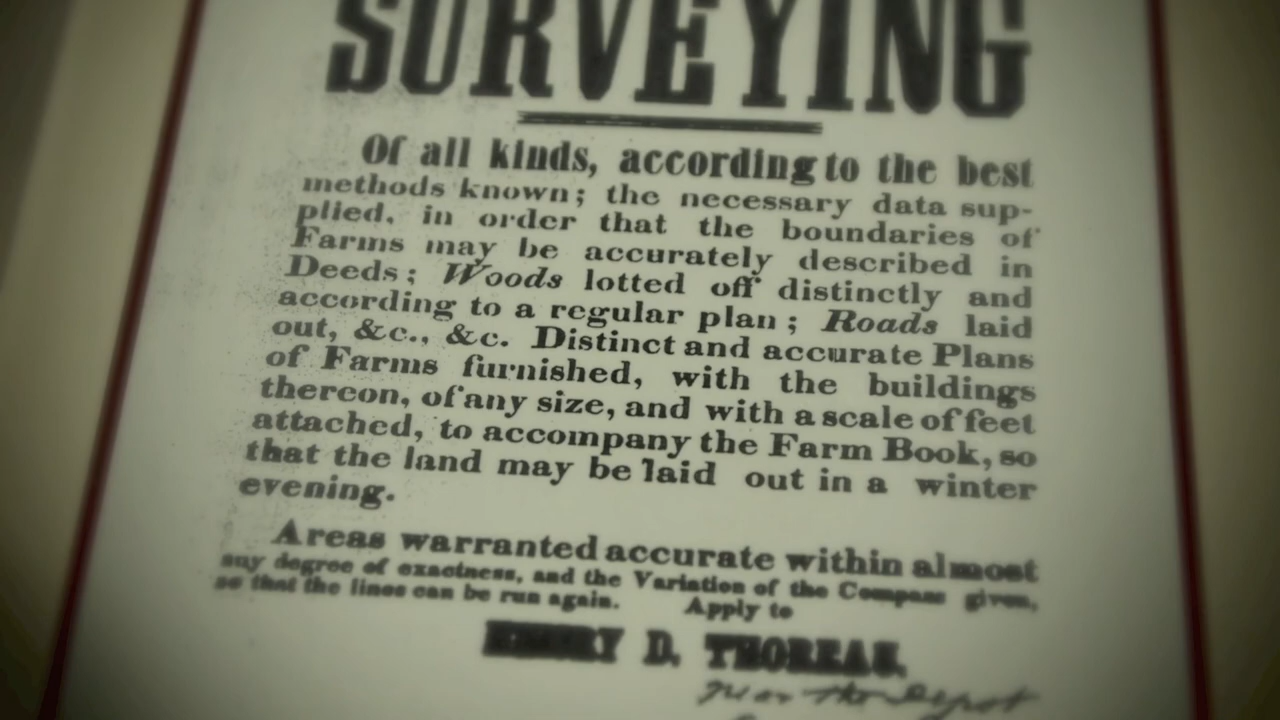 SURVEYING
Of all kinds, according to the best
methods known; the necessary data sup-
plied, in order that the boundaries of
Farms may be accurately described in
Deeds; Woods lotted off distinctly and
according to a regular plan; Roads laid
out, &c., &c. Distinct and accurate Plans
of Farms furnished, with the buildings
thereon, of any size, and with a scale of feet
attached, to accompany the Farm Book, so
that the land may be laid out in a winter
evening.
Areas warranted accurate within almost
any degree of exactness, and the Variation of the Compass given,
so that the lines can be run again. Apply to
HENRY D. THOREAU.
near the Depot